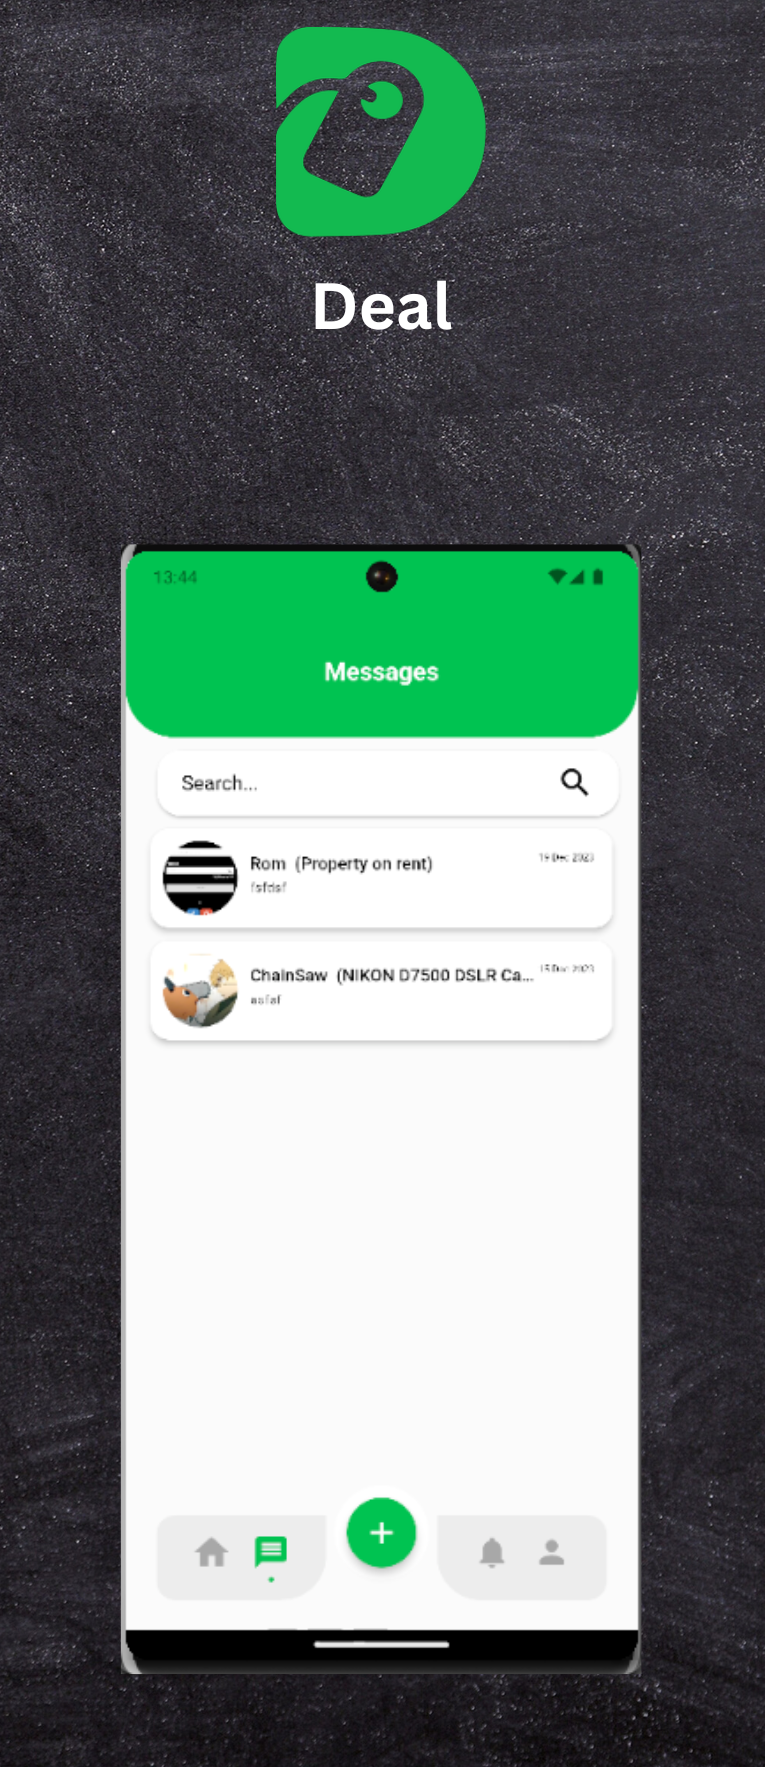 Deal
13:44
Messages
Search...
Rom (Property on rent)
19 Dec 2023
fsfdsf
ChainSaw (NIKON D7500 DSLR Ca...
15 Dec 2023